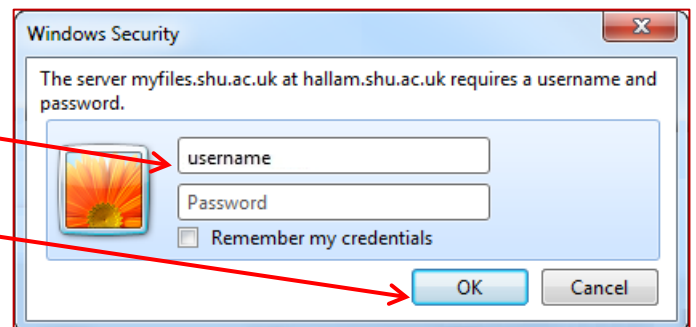 Windows Security
The server myfiles.shu.ac.uk at hallam.shu.ac.uk requires a username and
password.
username
Password
Remember my credentials
OK Cancel